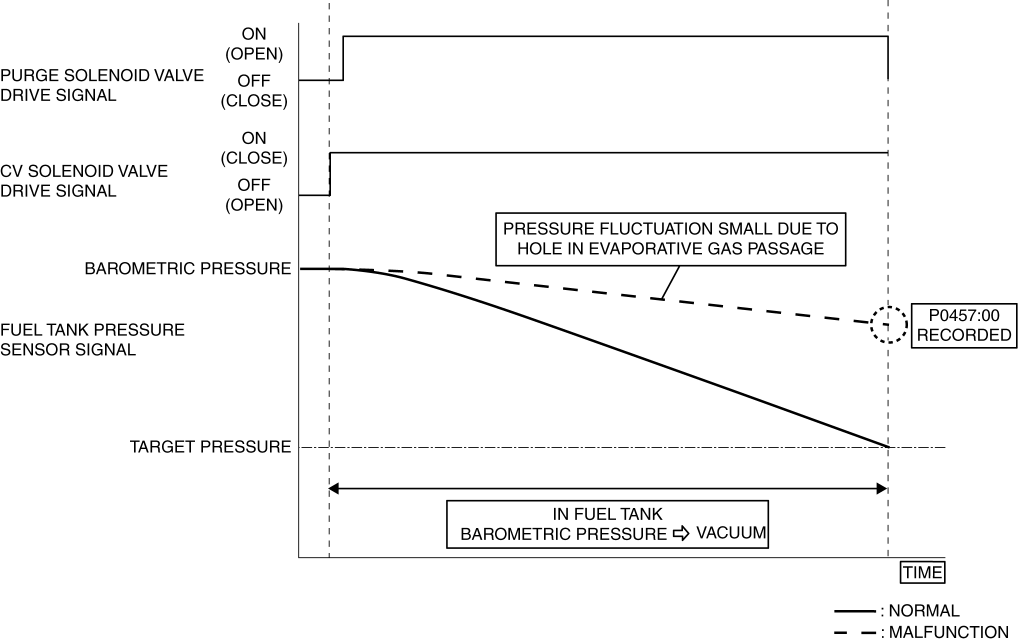 ON
(OPEN)
PURGE SOLENOID VALVE
DRIVE SIGNAL
OFF
(CLOSE)
ON
(CLOSE)
CV SOLENOID VALVE
DRIVE SIGNAL
OFF
(OPEN)
PRESSURE FLUCTUATION SMALL DUE TO
HOLE IN EVAPORATIVE GAS PASSAGE
BAROMETRIC PRESSURE
FUEL TANK PRESSURE
SENSOR SIGNAL
P0457:00
RECORDED
TARGET PRESSURE
IN FUEL TANK
BAROMETRIC PRESSURE ⇨ VACUUM
TIME
: NORMAL
: MALFUNCTION